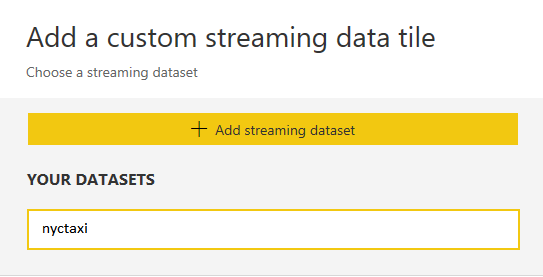 Add a custom streaming data tile
Choose a streaming dataset
+ Add streaming dataset
YOUR DATASETS
nyctaxi